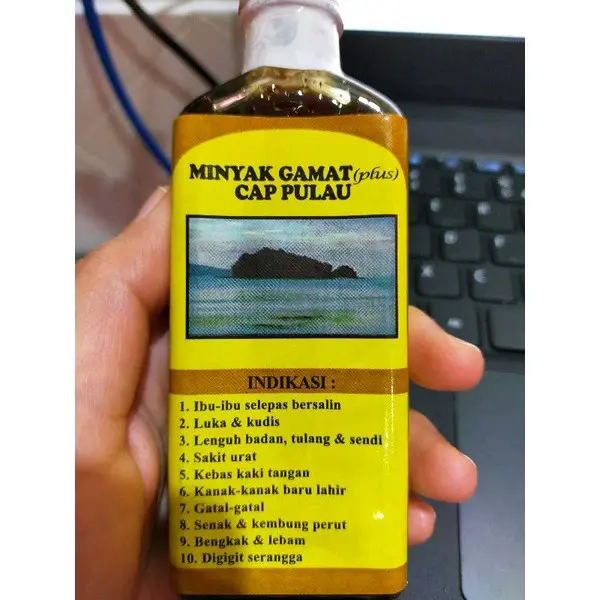 MINYAK GAMAT (plus)
CAP PULAU
INDIKASI :
1. Ibu-ibu selepas bersalin
2. Luka & kudis
3. Lenguh badan, tulang & sendi
4. Sakit urat
5. Kebas kaki tangan
6. Kanak-kanak baru lahir
7. Gatal-gatal
8. Senak & kembung perut
9. Bengkak & lebam
10. Digigit serangga